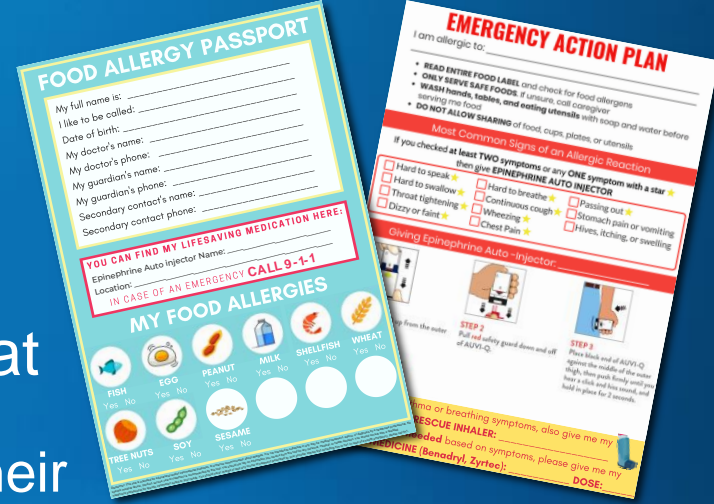 FOOD ALLERGY PASSPORT
My full name is:
I like to be called:
Date of birth:
My doctor's name:
My doctor's phone:
My guardian's name:
My guardian's phone:
Secondary contact's name:
Secondary contact phone:
YOU CAN FIND MY LIFESAVING MEDICATION HERE:
Epinephrine Auto injector Name:
Location:
IN CASE OF AN EMERGENCY CALL 9-1-1
MY FOOD ALLERGIES
FISH
Yes No
EGG
Yes No
PEANUT
Yes No
MILK
Yes No
SHELLFISH
Yes No
WHEAT
Yes No
TREE NUTS
Yes No
SOY
Yes No
SESAME
Yes No
EMERGENCY ACTION PLAN
I am allergic to:
• READ ENTIRE FOOD LABEL and check for food allergens
• ONLY SERVE SAFE FOODS. If unsure, call caregiver
• WASH hands, tables, and eating utensils with soap and water before
serving me food
• DO NOT ALLOW SHARING of food, cups, plates, or utensils
Most Common Signs of an Allergic Reaction
If you checked at least TWO symptoms or any ONE symptom with a star
then give EPINEPHRINE AUTO INJECTOR
Hard to speak
Hard to swallow
Throat tightening
Dizzy or faint
Hard to breathe
Continuous cough
Wheezing
Chest Pain
Passing out
Stomach pain or vomiting
Hives, itching, or swelling
Giving Epinephrine Auto-Injector:
up from the outer
STEP 2
Pull red safety guard down and off
of AUVI-Q.
STEP 3
Place black end of AUVI-Q
against the middle of the outer
thigh, then push firmly until you
hear a click and hiss sound, and
hold in place for 2 seconds.
or breathing symptoms, also give me my
RESCUE INHALER:
based on symptoms, please give me my
MEDICINE (Benadryl, Zyrtec):
DOSE:
at
heir